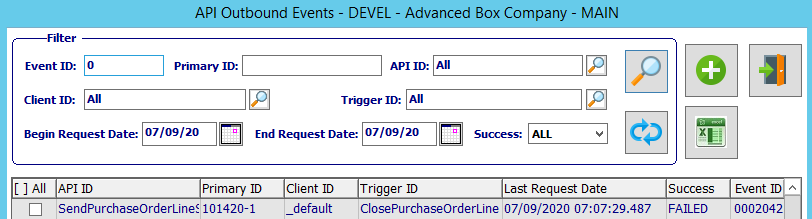 API Outbound Events - DEVEL - Advanced Box Company - MAIN
Filter
Event ID: 0 Primary ID: API ID: All
Client ID: All Trigger ID: All
Begin Request Date: 07/09/20 End Request Date: 07/09/20 Success: ALL
[ ] All API ID Primary ID Client ID Trigger ID Last Request Date Success Event ID
SendPurchaseOrderLineS 101420-1 _default ClosePurchaseOrderLine 07/09/2020 07:07:29.487 FAILED 0002042